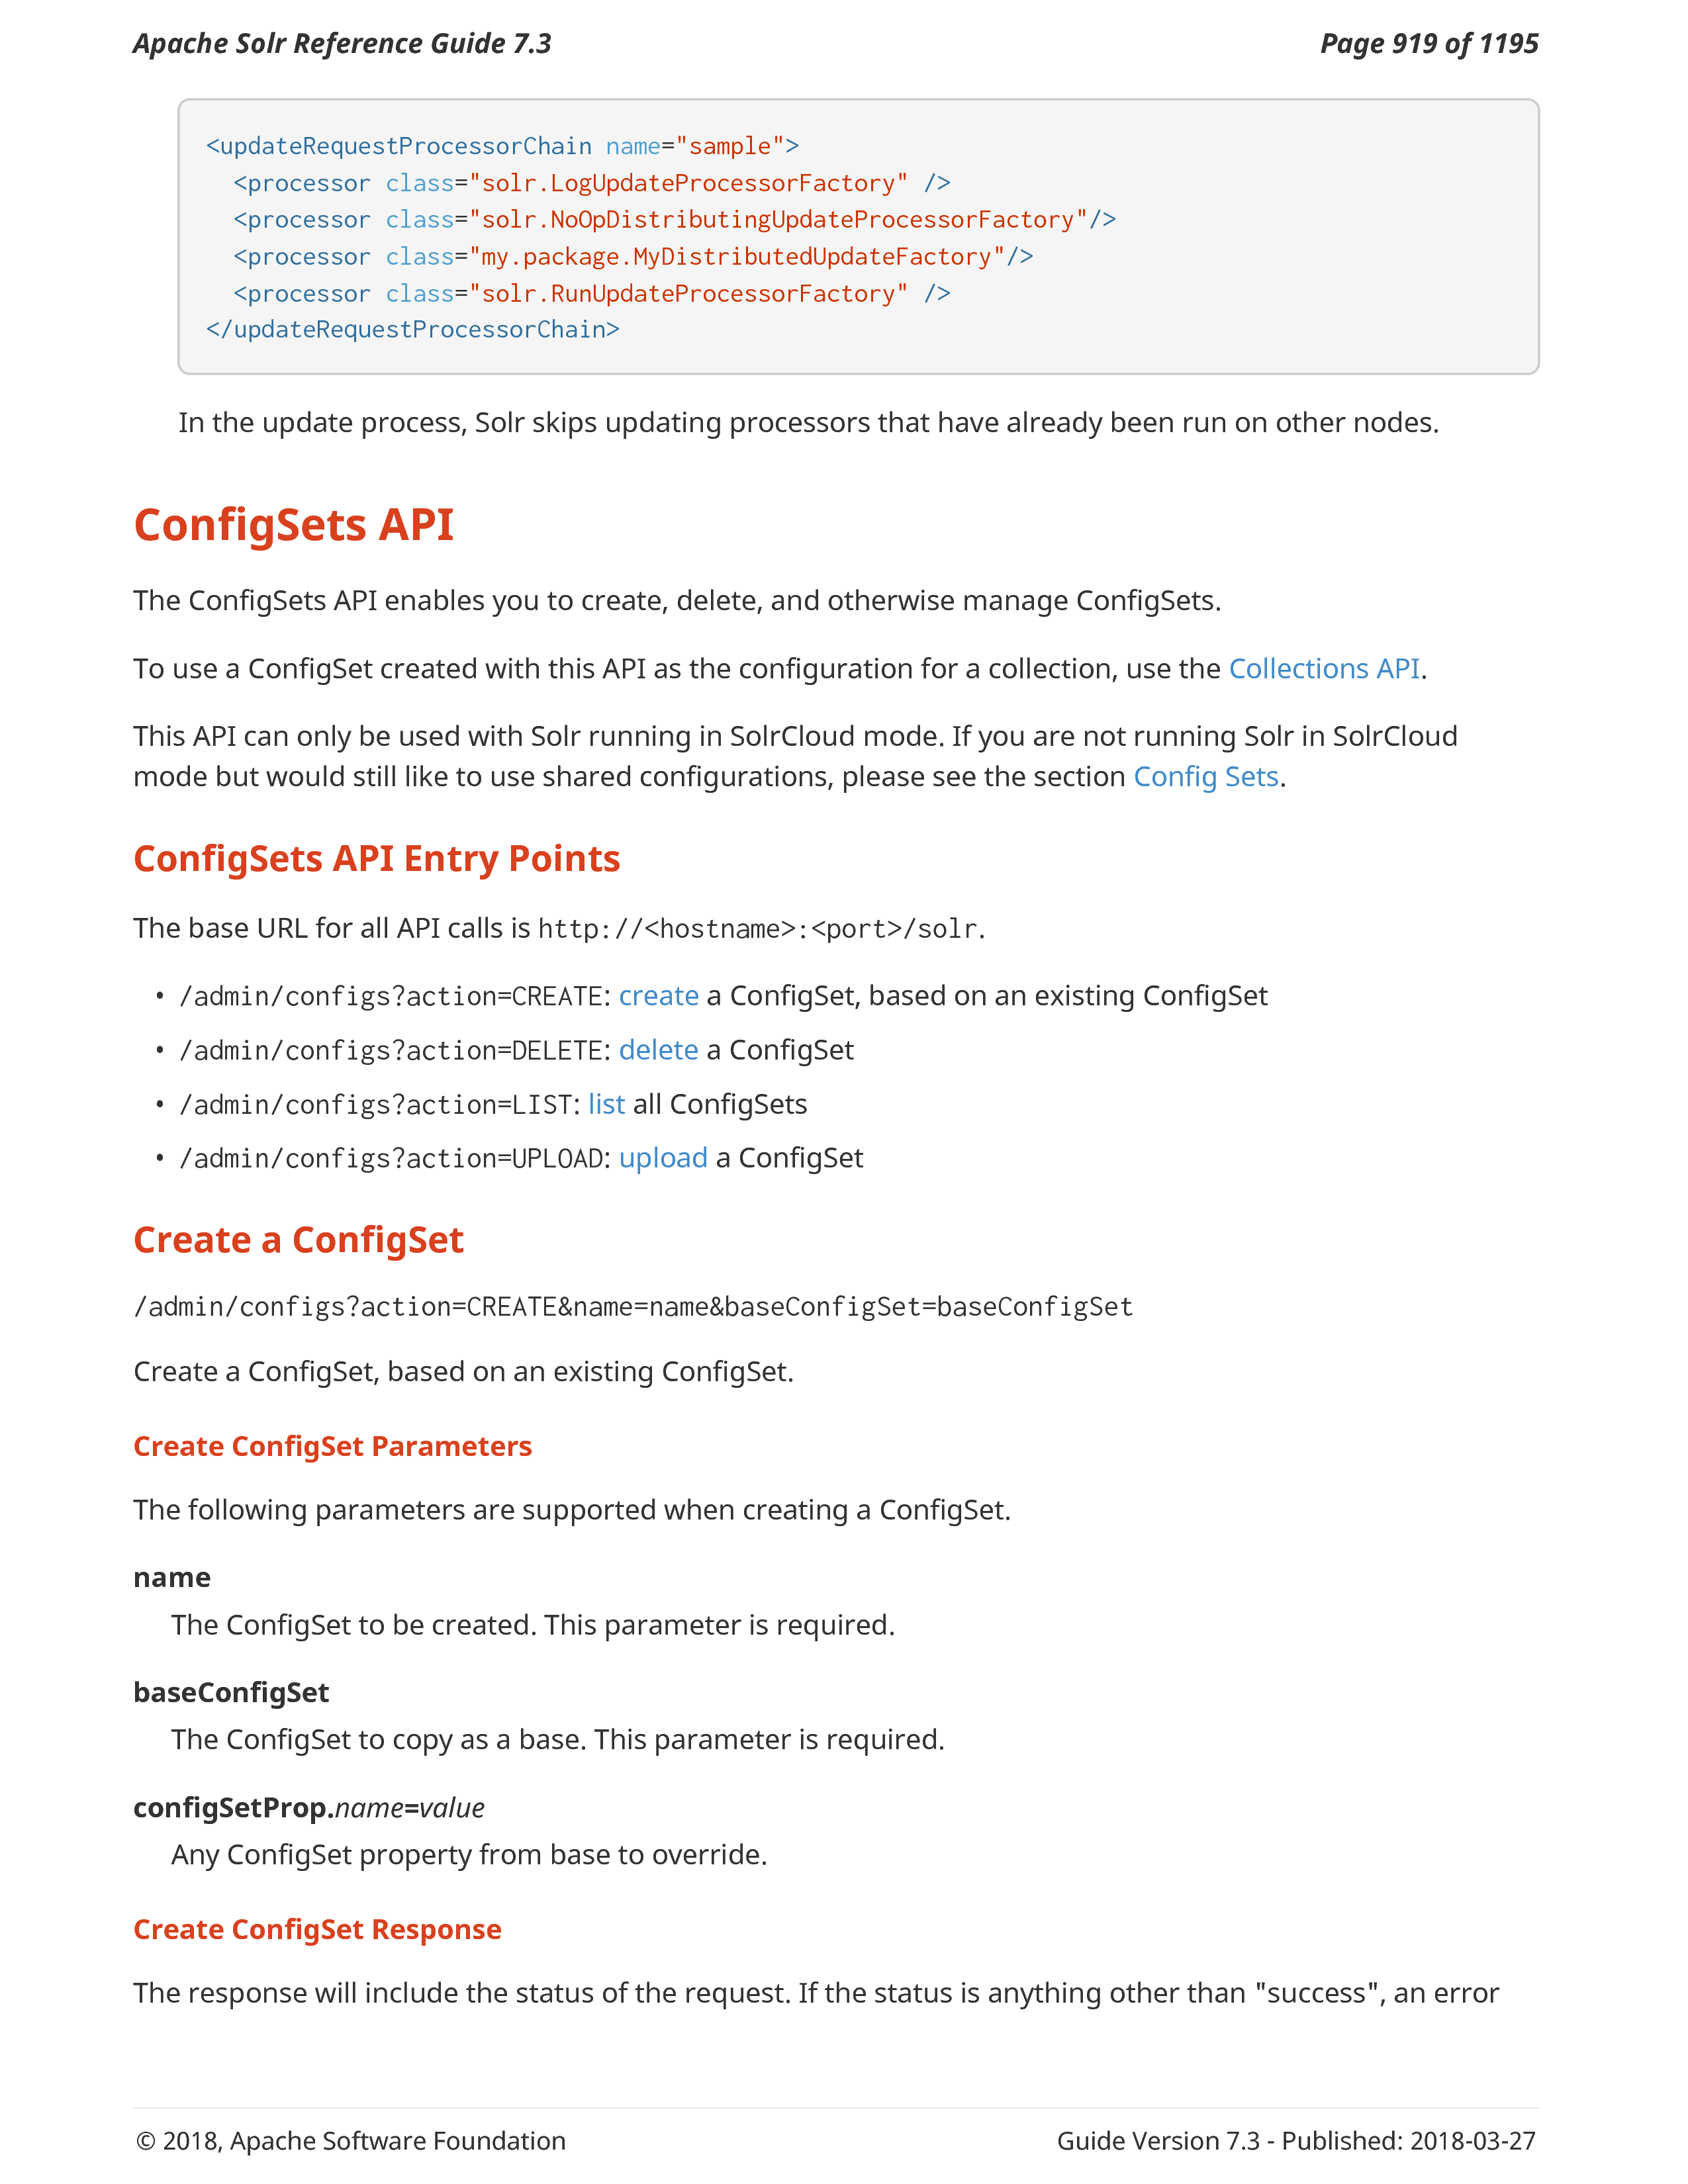 Apache Solr Reference Guide 7.3
Page 919 of 1195
<updateRequestProcessorChain name="sample">
<processor class="solr.LogUpdateProcessorFactory" />
<processor class="solr.NoOpDistributingUpdateProcessorFactory"/>
<processor class="my.package.MyDistributedUpdateFactory"/>
<processor class="solr.RunUpdateProcessorFactory" />
</updateRequestProcessorChain>
In the update process, Solr skips updating processors that have already been run on other nodes.
ConfigSets API
The ConfigSets API enables you to create, delete, and otherwise manage ConfigSets.
To use a ConfigSet created with this API as the configuration for a collection, use the Collections API.
This API can only be used with Solr running in SolrCloud mode. If you are not running Solr in SolrCloud
mode but would still like to use shared configurations, please see the section Config Sets.
ConfigSets API Entry Points
The base URL for all API calls is http://<hostname>:<port>/solr.
• /admin/configs?action=CREATE: create a ConfigSet, based on an existing ConfigSet
• /admin/configs?action=DELETE: delete a ConfigSet
• /admin/configs?action=LIST: list all ConfigSets
• /admin/configs?action=UPLOAD: upload a ConfigSet
Create a ConfigSet
/admin/configs?action=CREATE&name=name&baseConfigSet=baseConfigSet
Create a ConfigSet, based on an existing ConfigSet.
Create ConfigSet Parameters
The following parameters are supported when creating a ConfigSet.
name
The ConfigSet to be created. This parameter is required.
baseConfigSet
The ConfigSet to copy as a base. This parameter is required.
configSetProp.name=value
Any ConfigSet property from base to override.
Create ConfigSet Response
The response will include the status of the request. If the status is anything other than "success", an error
© 2018, Apache Software Foundation
Guide Version 7.3 - Published: 2018-03-27